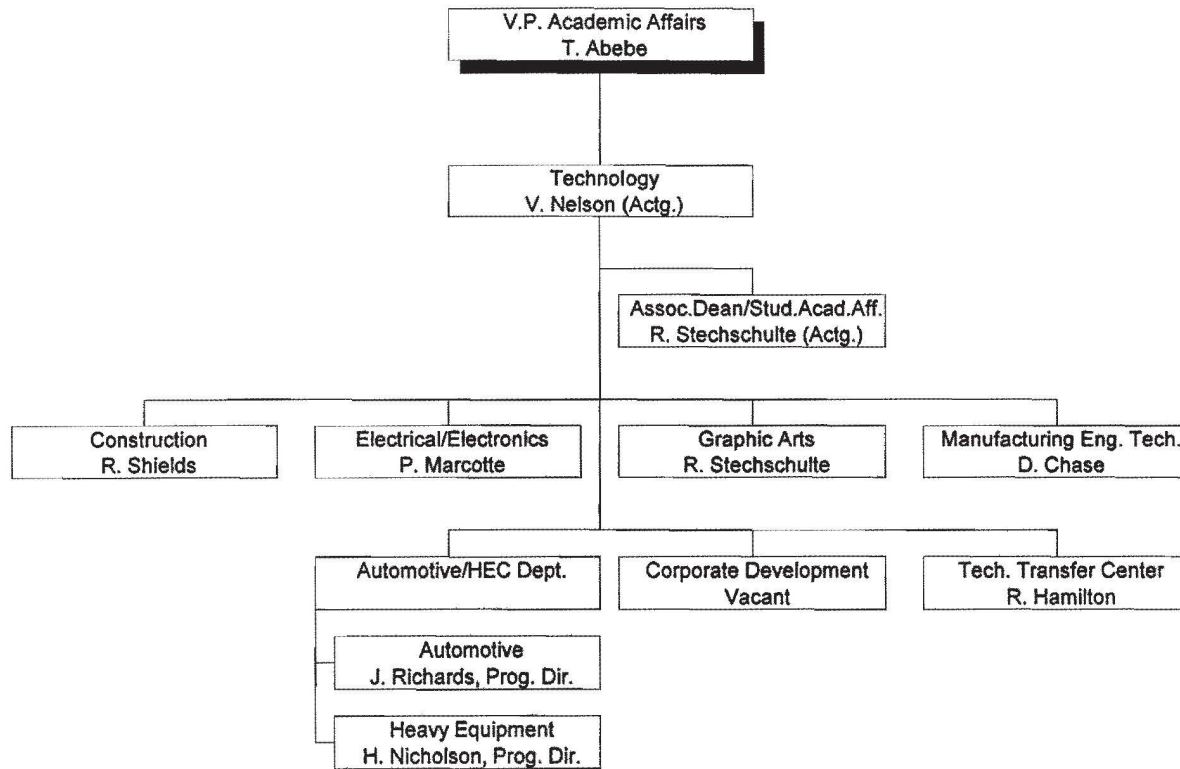 V.P. Academic Affairs
T. Abebe
Technology
V. Nelson (Actg.)
Assoc.Dean/Stud.Acad.Aff.
R. Stechschulte (Actg.)
Construction
R. Shields
Electrical/Electronics
P. Marcotte
Graphic Arts
R. Stechschulte
Manufacturing Eng. Tech.
D. Chase
Automotive/HEC Dept.
Corporate Development
Vacant
Tech. Transfer Center
R. Hamilton
Automotive
J. Richards, Prog. Dir.
Heavy Equipment
H. Nicholson, Prog. Dir.